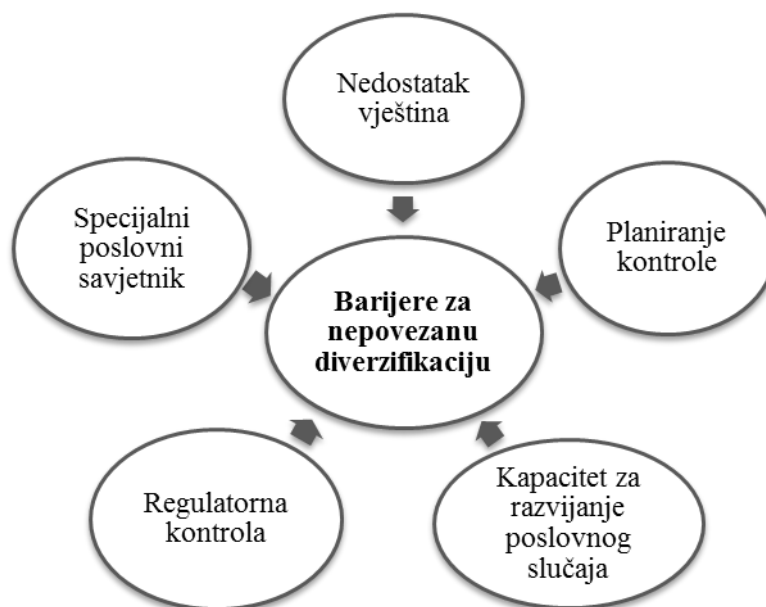 Nedostatak
vještina
Specijalni
poslovni
savjetnik
Planiranje
kontrole
Barijere za
nepovezanu
diverzifikaciju
Regulatorna
kontrola
Kapacitet za
razvijanje
poslovnog
slučaja